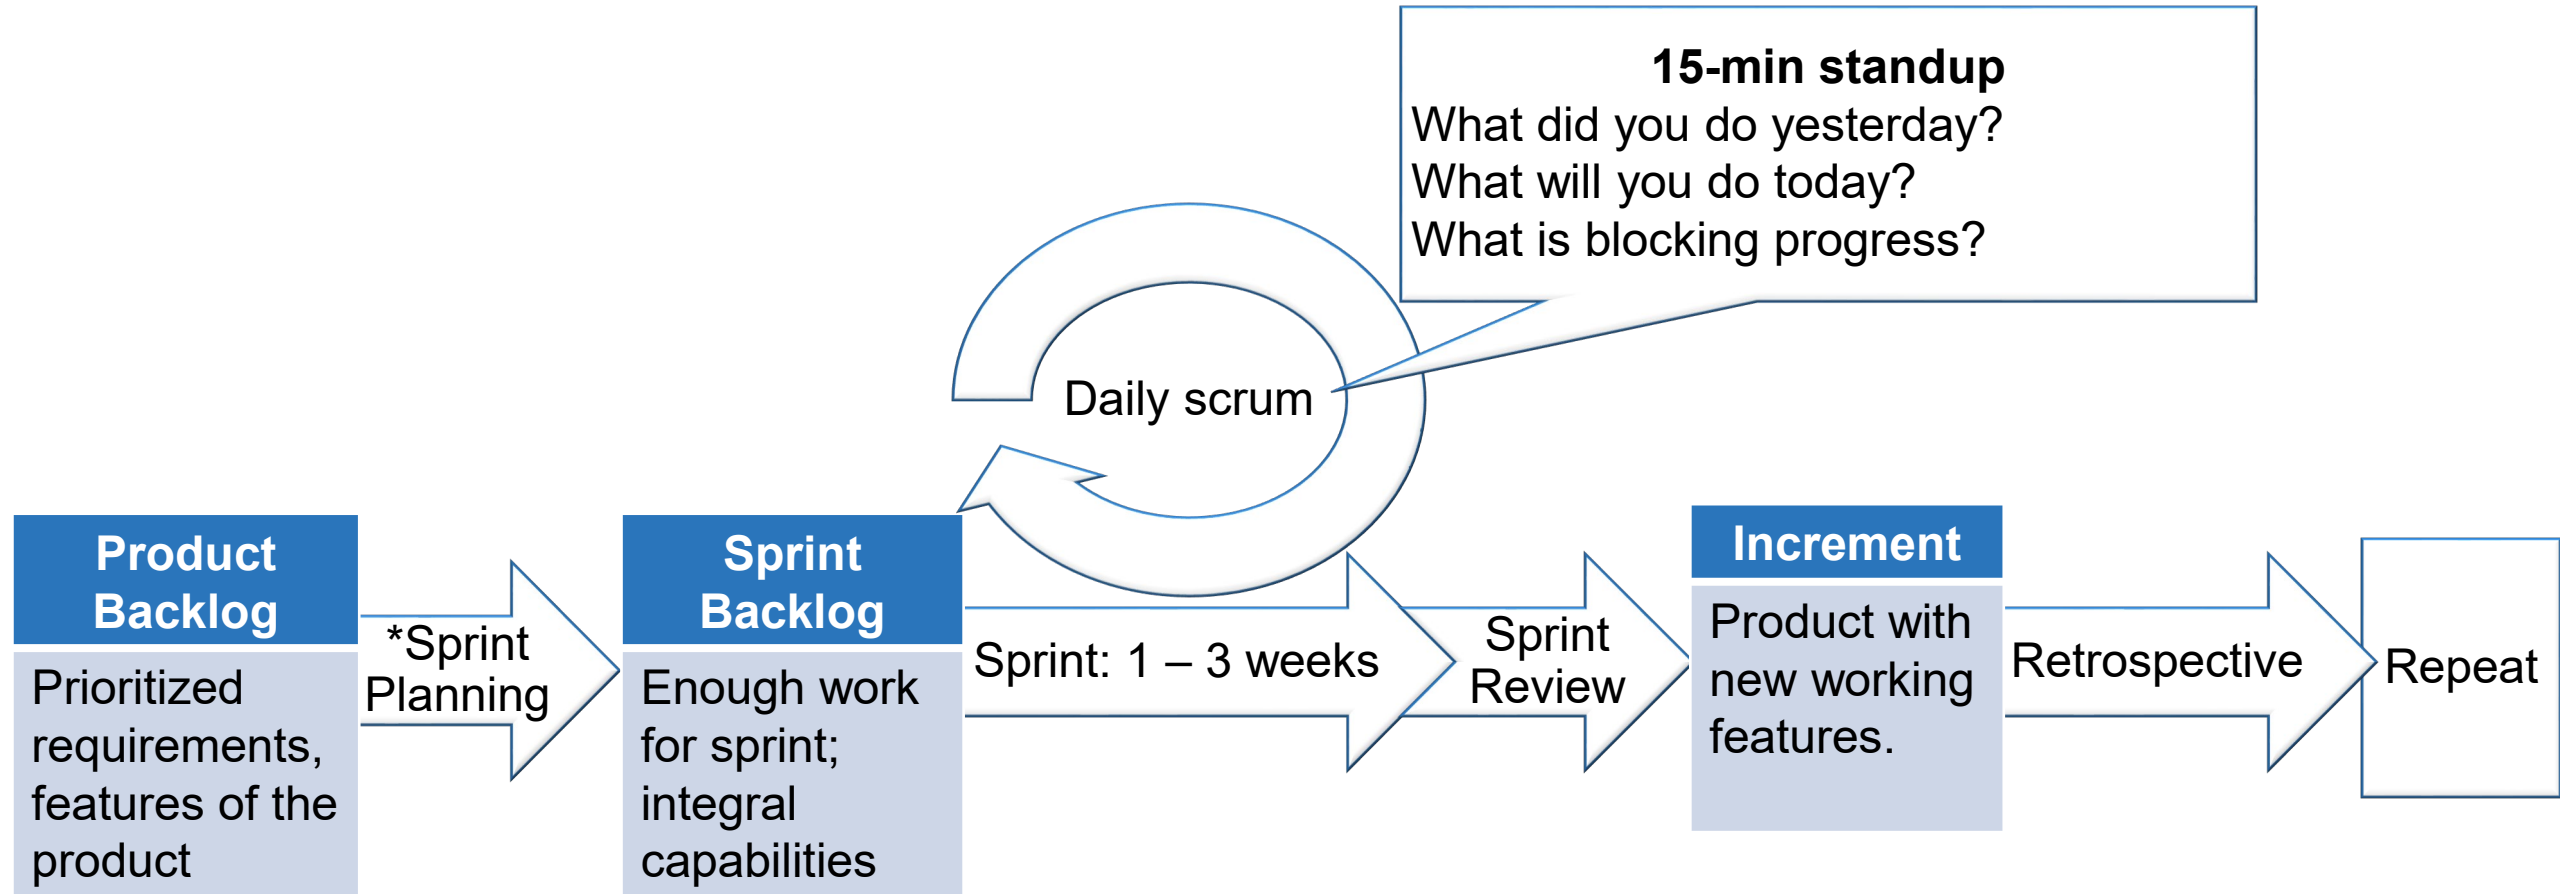 15-min standup
What did you do yesterday?
What will you do today?
What is blocking progress?
Daily scrum
Product
Backlog
Prioritized
requirements,
features of the
product
*Sprint
Planning
Sprint
Backlog
Enough work
for sprint;
integral
capabilities
Sprint: 1 – 3 weeks
Sprint
Review
Increment
Product with
new working
features.
Retrospective
Repeat